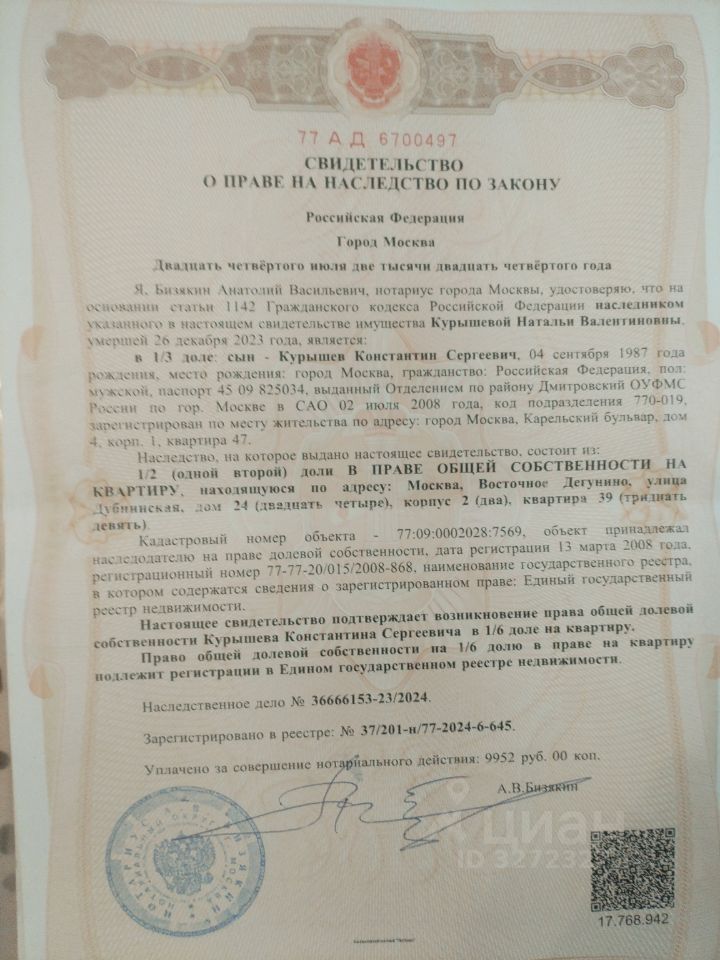 77 А Д 6700497
СВИДЕТЕЛЬСТВО
О ПРАВЕ НА НАСЛЕДСТВО ПО ЗАКОНУ
Российская Федерация
Город Москва
Двадцать четвёртого июля две тысячи двадцать четвёртого года
Я, Бизякин Анатолий Васильевич, нотариус города Москвы, удостоверяю, что на
основании статьи 1142 Гражданского кодекса Российской Федерации наследником
указанного в настоящем свидетельстве имущества Курышевой Натальи Валентиновны,
умершей 26 декабря 2023 года, является:
в 1/3 доле: сын - Курышев Константин Сергеевич, 04 сентября 1987 года
рождения, место рождения: город Москва, гражданство: Российская Федерация, пол:
мужской, паспорт 45 09 825034, выданный Отделением по району Дмитровский ОУФМС
России по гор. Москве в САО 02 июля 2008 года, код подразделения 770-019,
зарегистрирован по месту жительства по адресу: город Москва, Карельский бульвар, дом
4, корп. 1, квартира 47.
Наследство, на которое выдано настоящее свидетельство, состоит из:
1/2 (одной второй) доли В ПРАВЕ ОБЩЕЙ СОБСТВЕННОСТИ НА
КВАРТИРУ, находящуюся по адресу: Москва, Восточное Дегунино, улица
Дубнинская, дом 24 (двадцать четыре), корпус 2 (два), квартира 39 (тридцать
девять).
Кадастровый номер объекта - 77:09:0002028:7569, объект принадлежал
наследодателю на праве долевой собственности, дата регистрации 13 марта 2008 года,
регистрационный номер 77-77-20/015/2008-868, наименование государственного реестра,
в котором содержатся сведения о зарегистрированном праве: Единый государственный
реестр недвижимости.
Настоящее свидетельство подтверждает возникновение права общей долевой
собственности Курышева Константина Сергеевича в 1/6 доле на квартиру.
Право общей долевой собственности на 1/6 долю в праве на квартиру
подлежит регистрации в Едином государственном реестре недвижимости.
Наследственное дело № 36666153-23/2024.
Зарегистрировано в реестре: № 37/201-н/77-2024-6-645.
Уплачено за совершение нотариального действия: 9952 руб. 00 коп.
А.В.Бизякин
циан
17.768.942